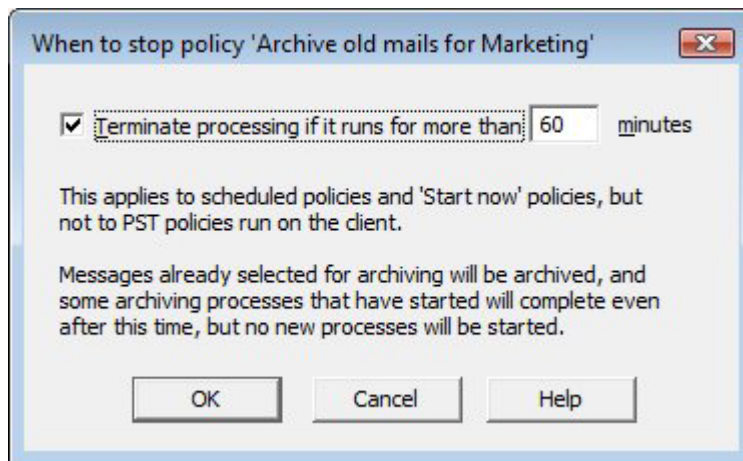 When to stop policy 'Archive old mails for Marketing'
Terminate processing if it runs for more than 60 minutes
This applies to scheduled policies and 'Start now' policies, but
not to PST policies run on the client.
Messages already selected for archiving will be archived, and
some archiving processes that have started will complete even
after this time, but no new processes will be started.
OK Cancel Help